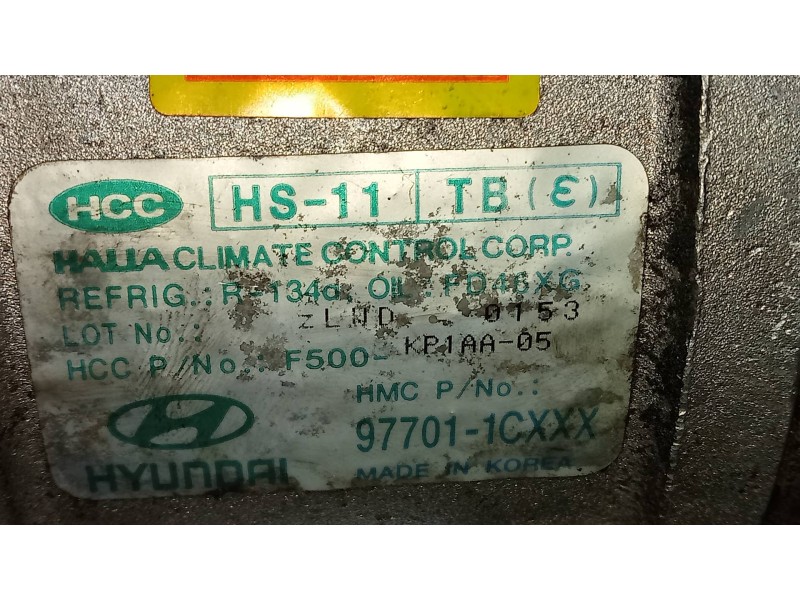 HCC HS-11 TB (ε)
HALLA CLIMATE CONTROL CORP.
REFRIG.: R-134a, OIL: FD46XG
LOT No.: 0153
HCC P/No.: F500- KP1AA-05
HMC P/No.:
97701-1CXXX
HYUNDAI MADE IN KOREA